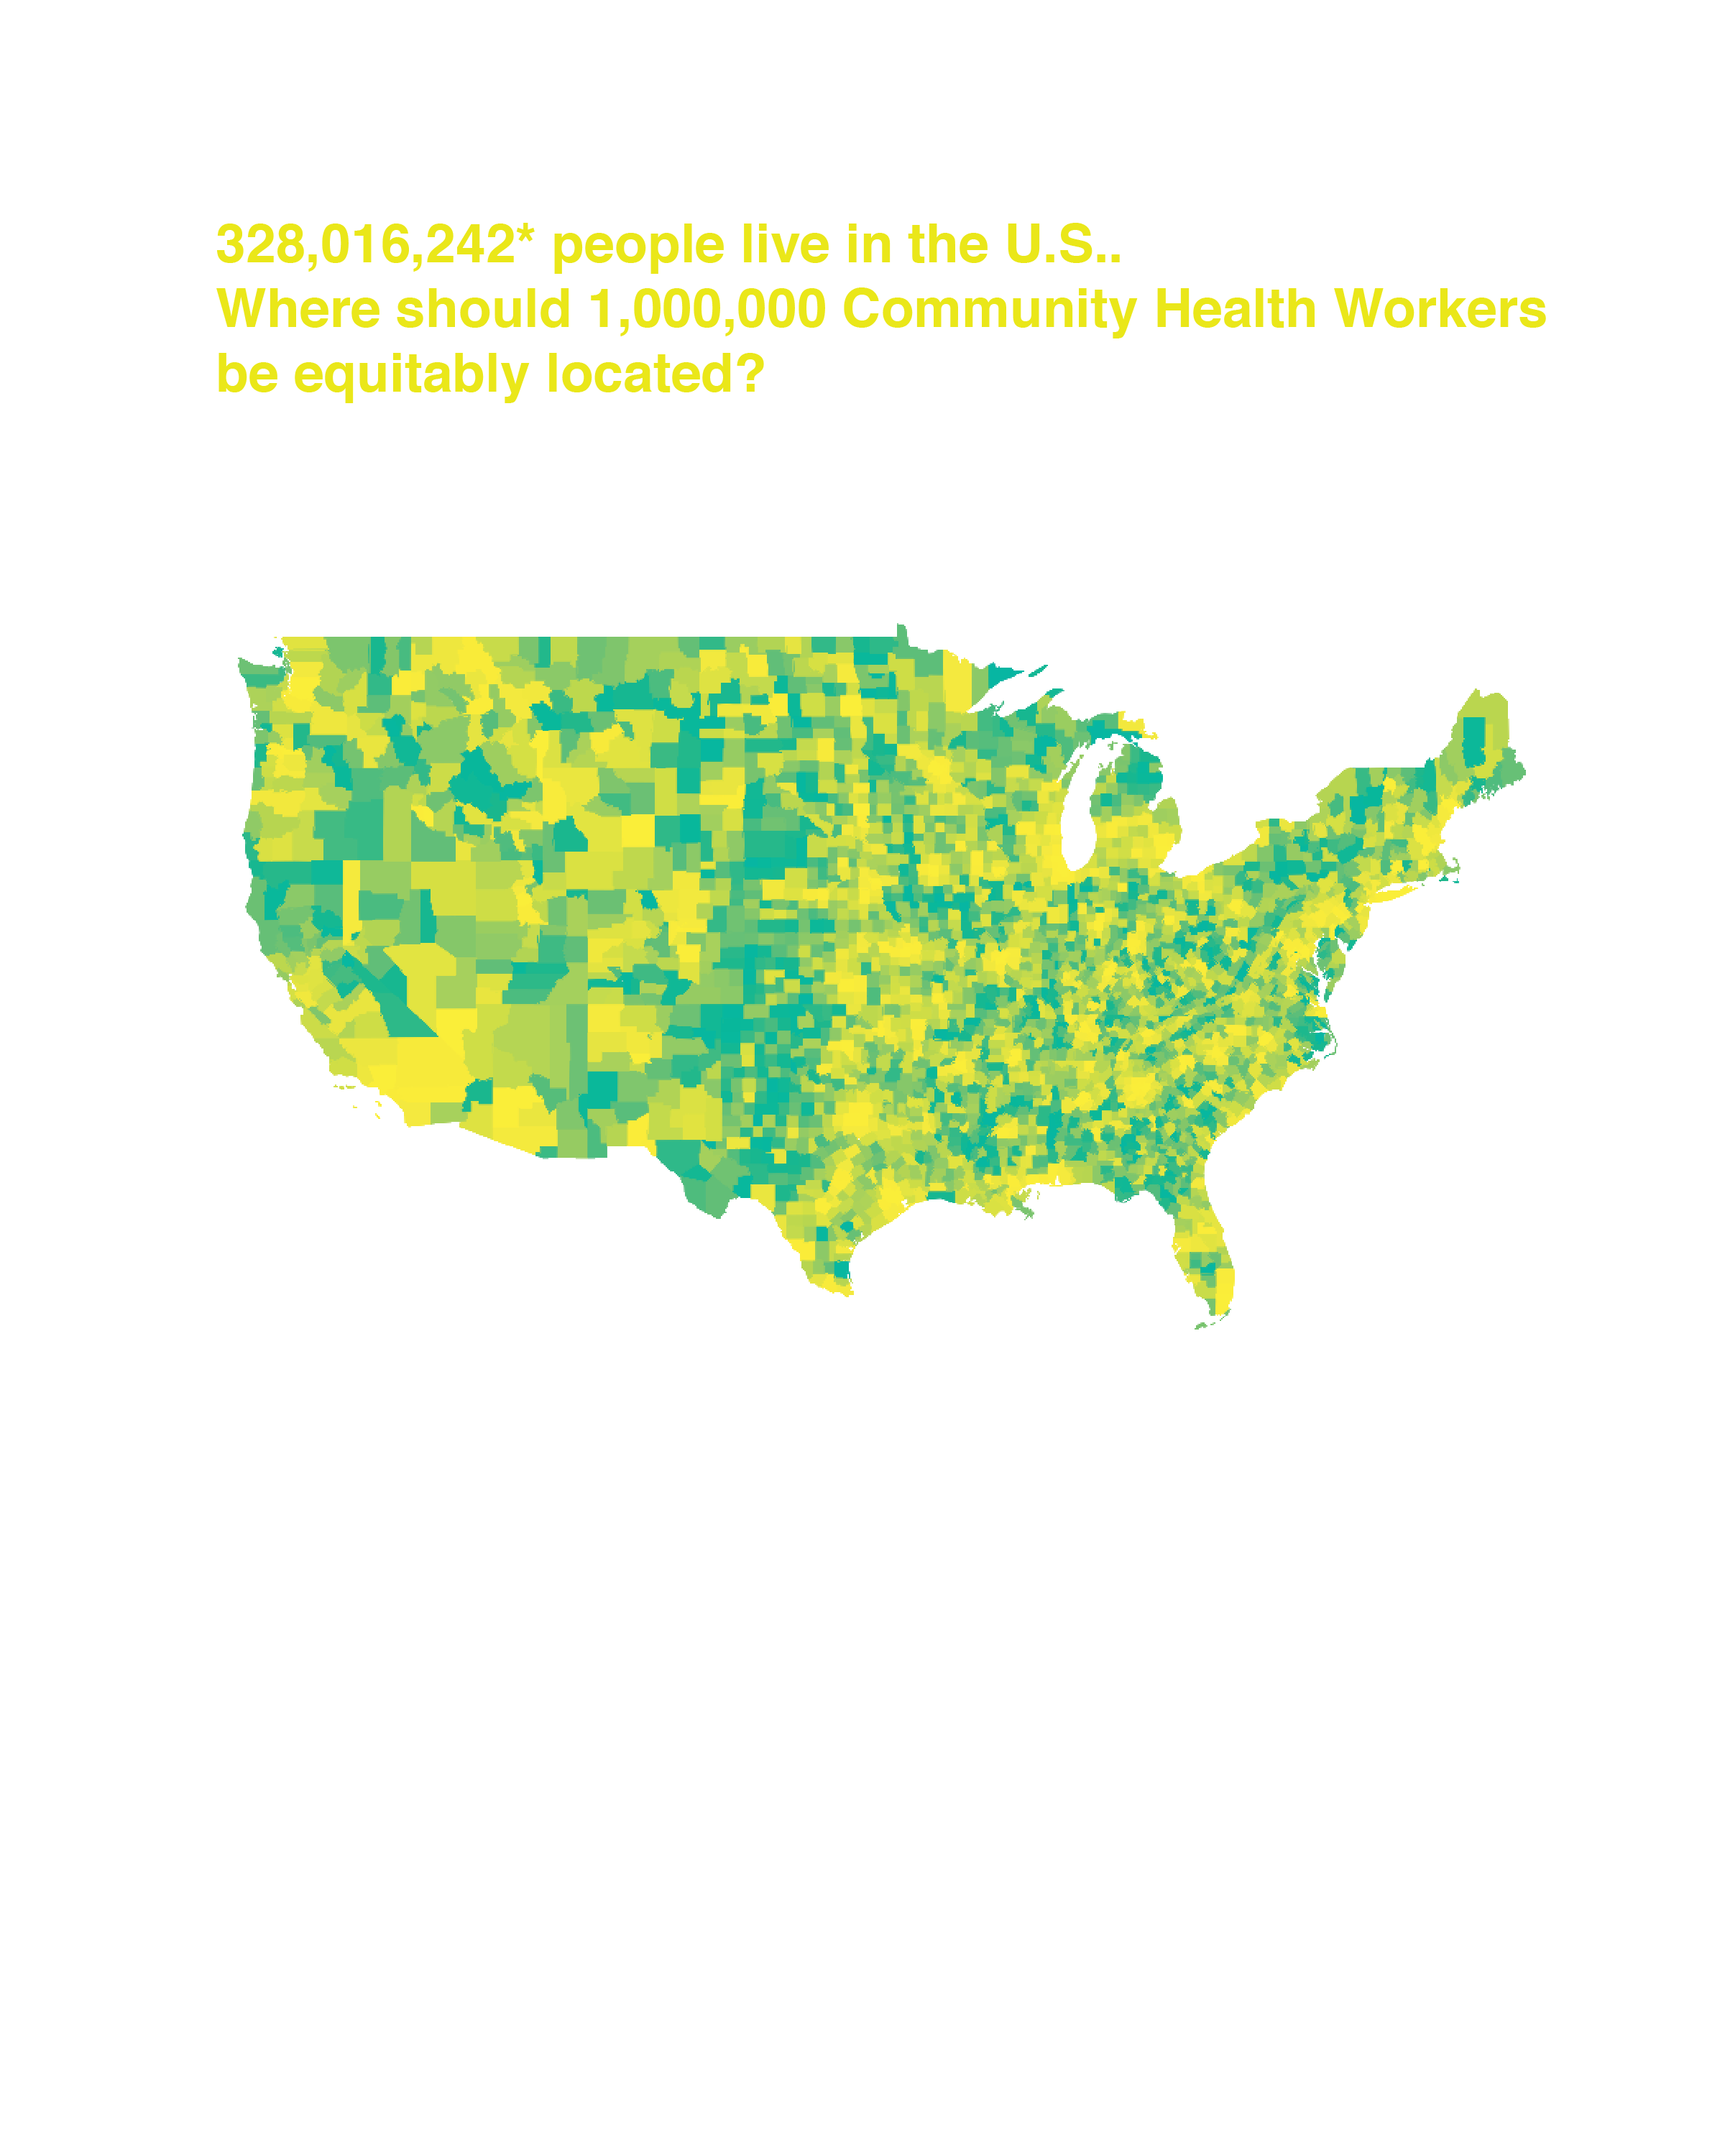 328,016,242* people live in the U.S..
Where should 1,000,000 Community Health Workers
be equitably located?